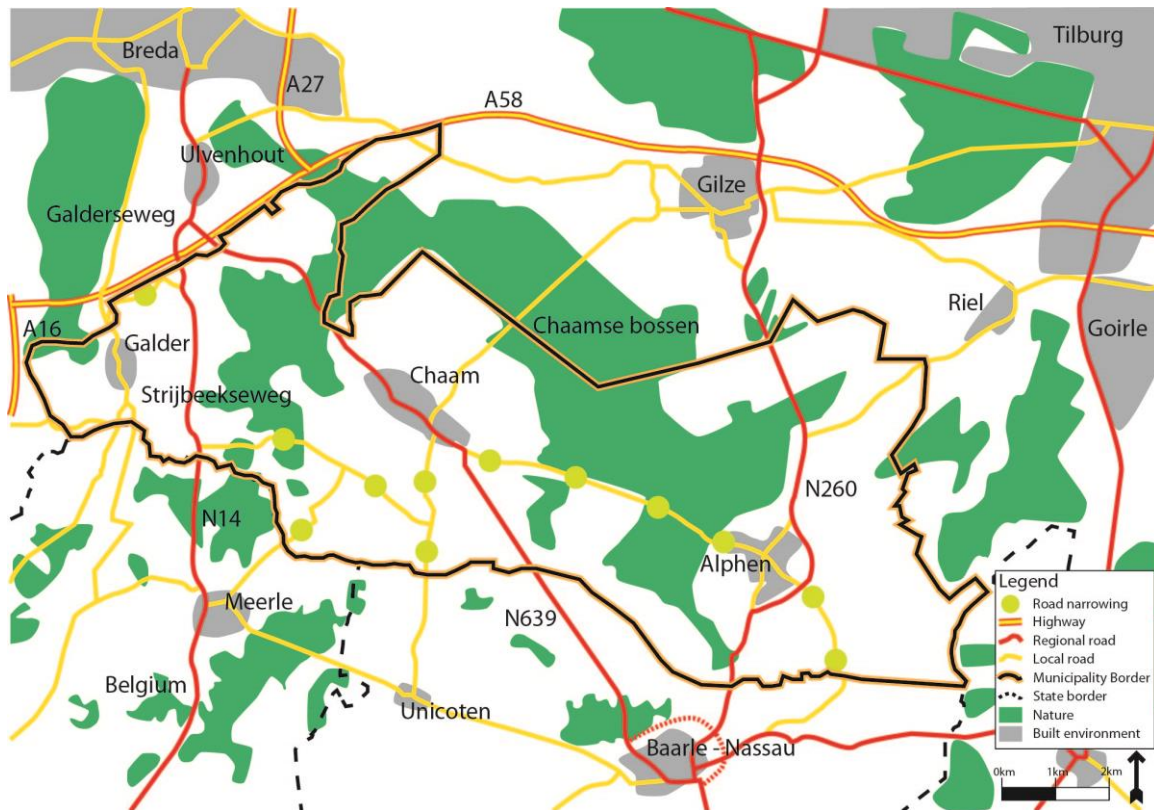 Breda
Tilburg
A27
A58
Ulvenhout
Gilze
Galderseweg
Riel
A16
Chaamse bossen
Goirle
Galder
Chaam
Strijbeekseweg
N260
N14
Alphen
Meerle
N639
Belgium
Unicoten
Baarle - Nassau
Legend
Road narrowing
Highway
Regional road
Local road
Municipality Border
State border
Nature
Built environment
0km 1km 2km